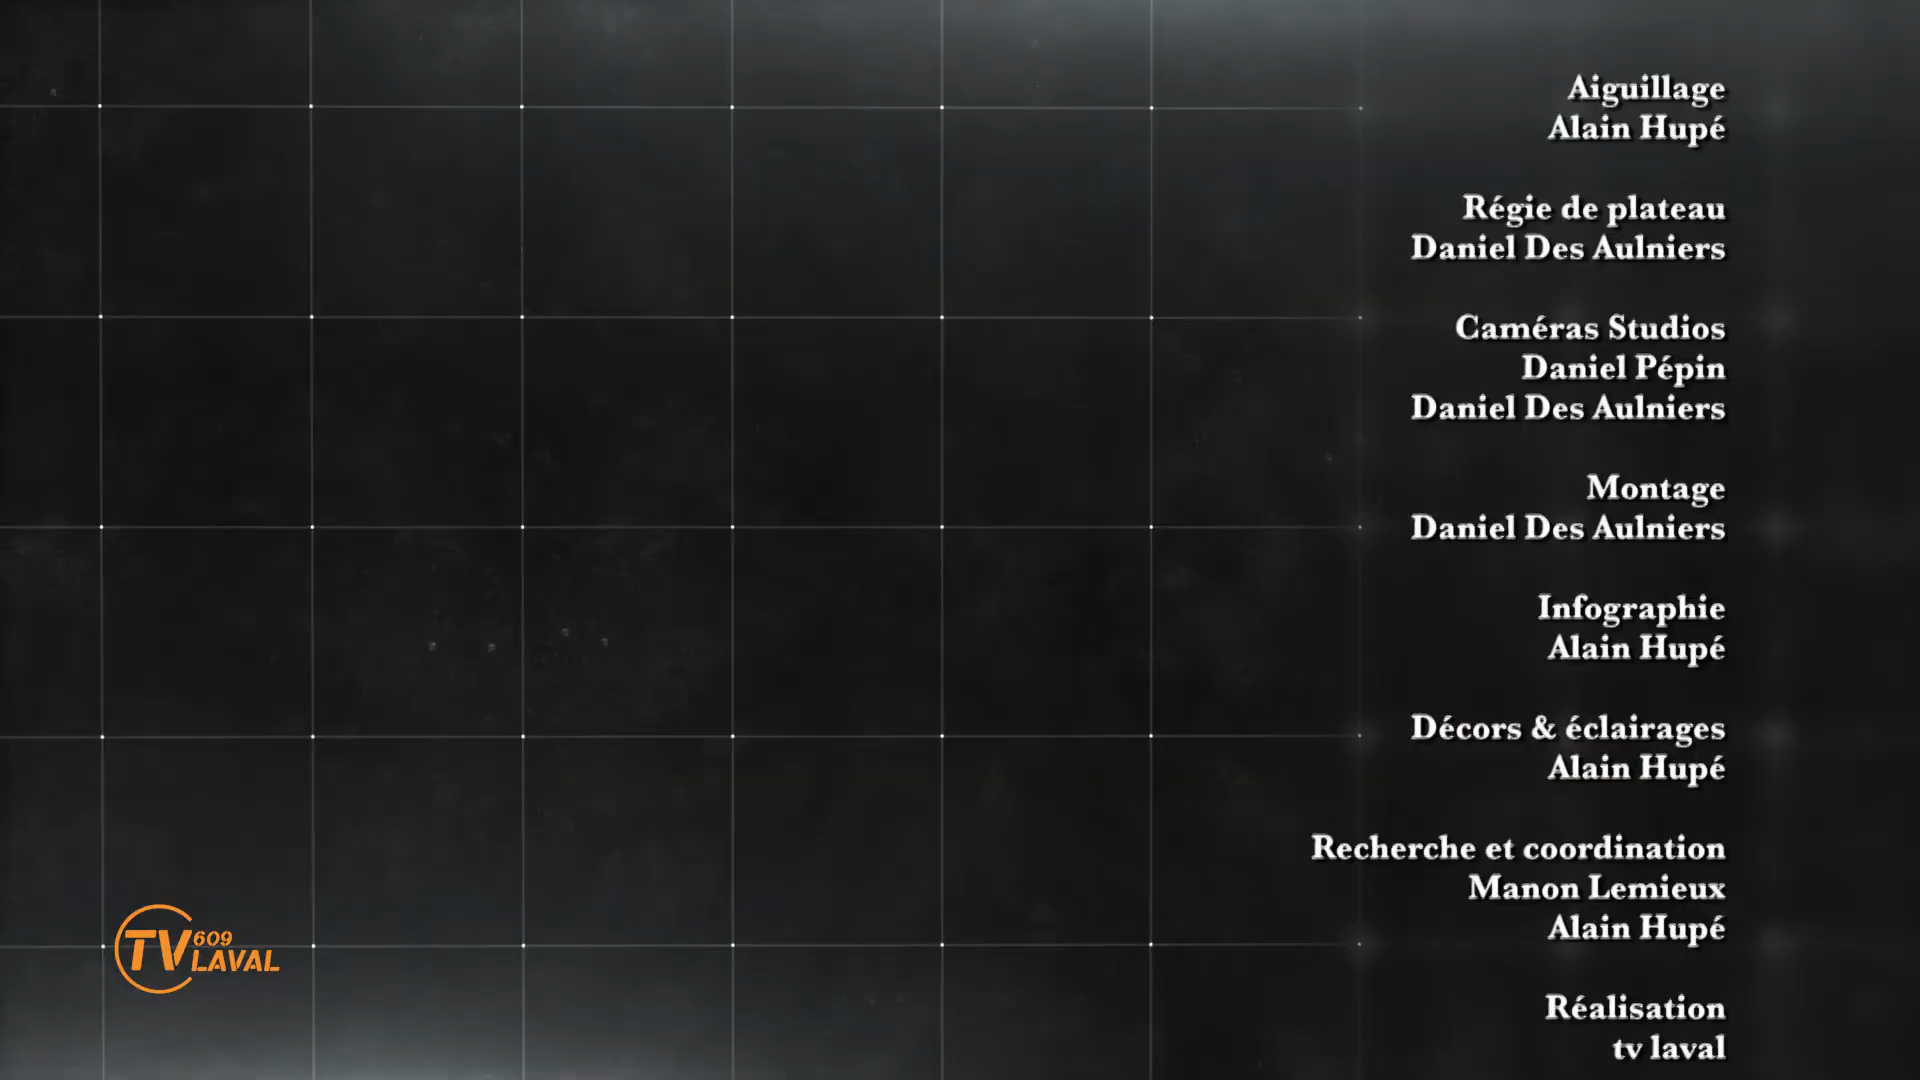 Aiguillage
Alain Hupé
Régie de plateau
Daniel Des Aulniers
Caméras Studios
Daniel Pépin
Daniel Des Aulniers
Montage
Daniel Des Aulniers
Infographie
Alain Hupé
Décors & éclairages
Alain Hupé
Recherche et coordination
Manon Lemieux
Alain Hupé
Réalisation
tv laval
TV 609
LAVAL